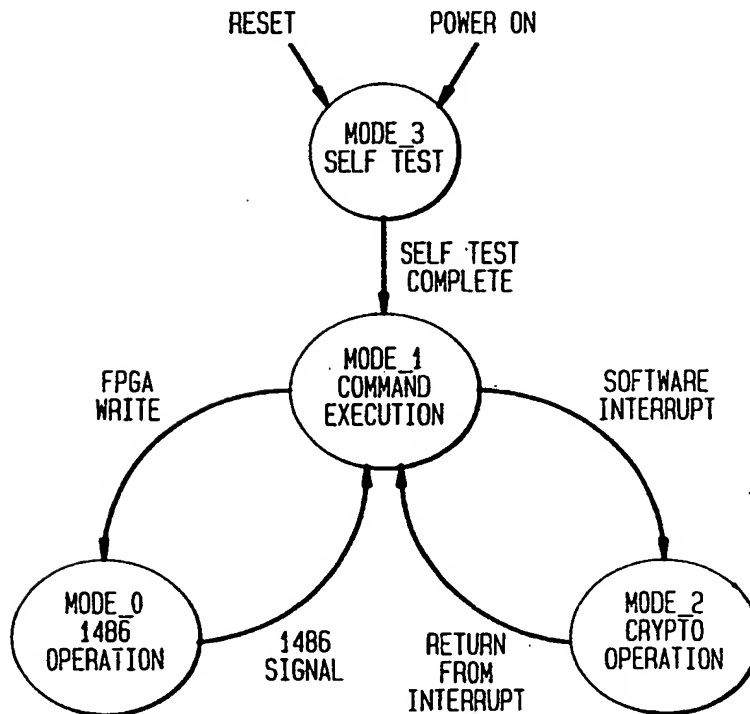 RESET
POWER ON
MODE_3
SELF TEST
SELF TEST
COMPLETE
MODE_1
COMMAND
EXECUTION
FPGA
WRITE
SOFTWARE
INTERRUPT
MODE_0
1486
OPERATION
1486
SIGNAL
RETURN
FROM
INTERRUPT
MODE_2
CRYPTO
OPERATION